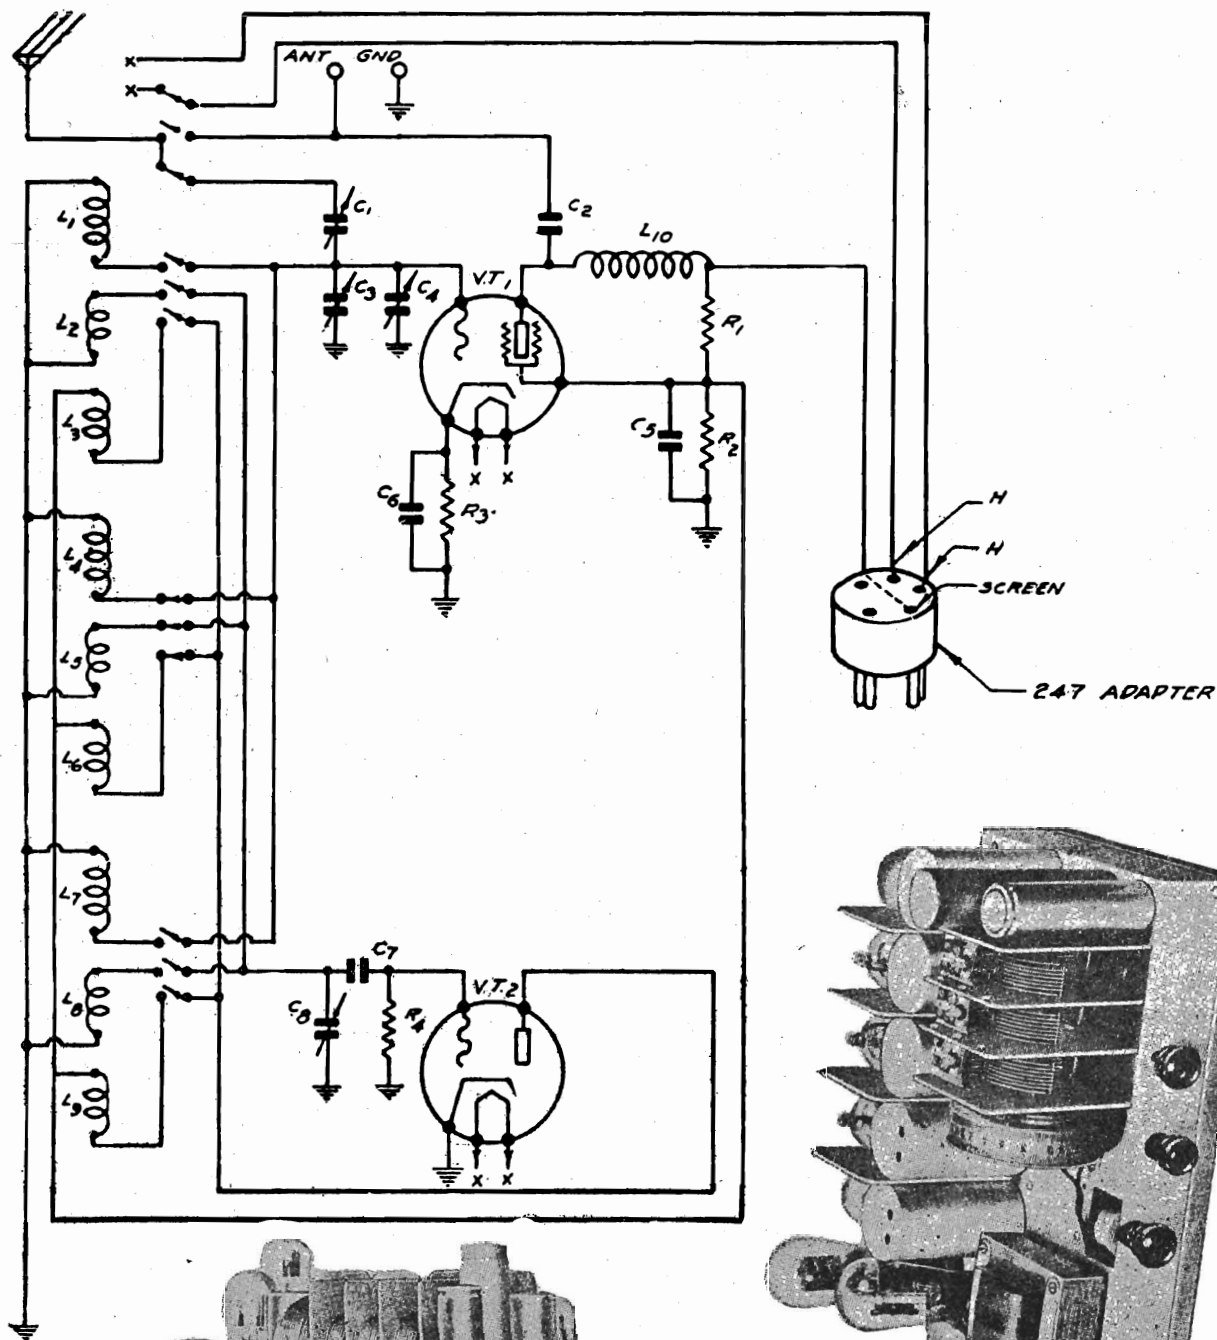 ANT GND
x
x
L1
C1
C2
L10
V.T.1
C3
C4
L2
R1
L3
C5
R2
x x
C6
R3
H
L4
H
SCREEN
L5
247 ADAPTER
L6
L7
C7
V.T.2
L8
C8
R4
L9
x x